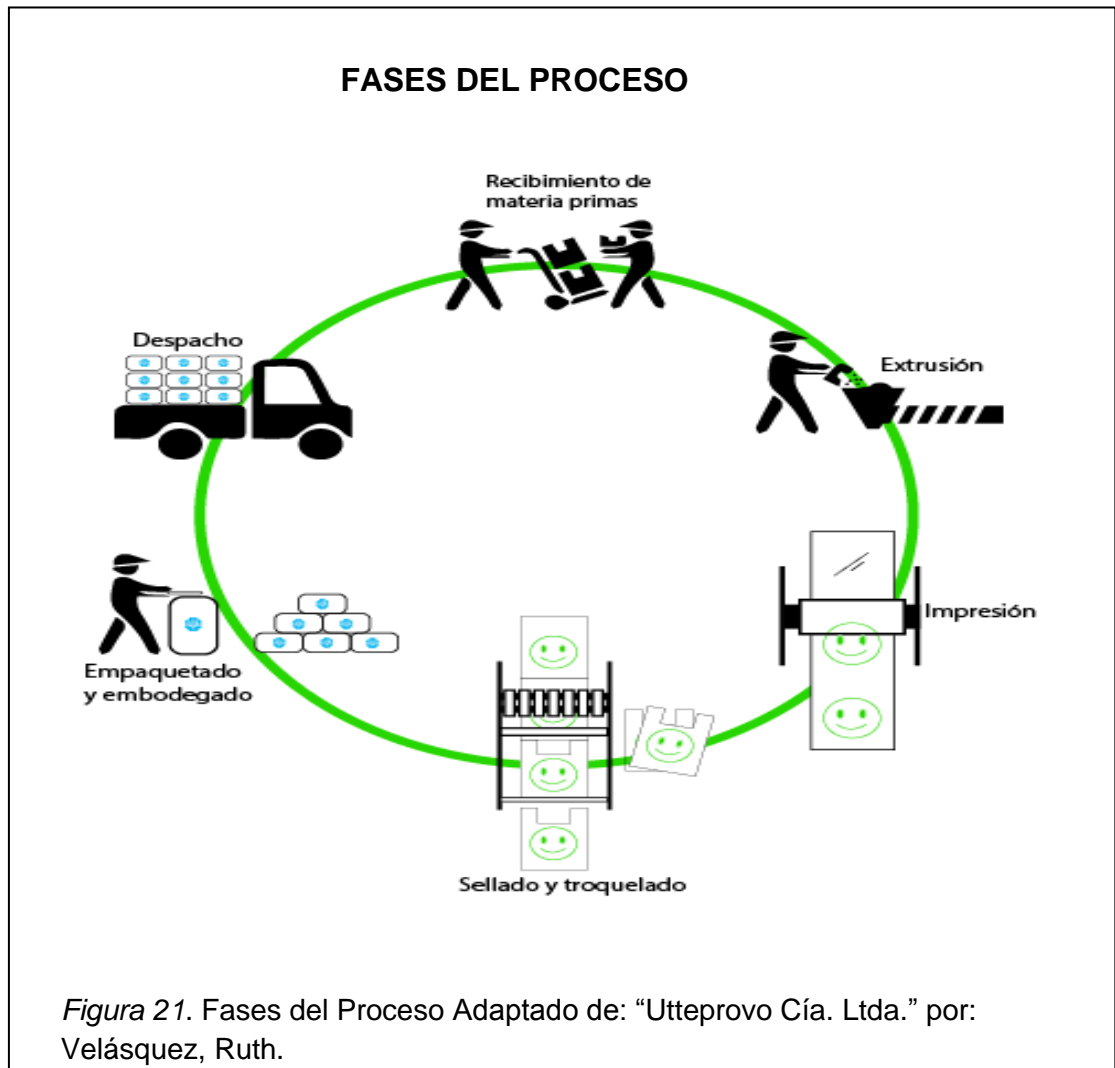 FASES DEL PROCESO
Recibimiento de
materia primas
Extrusión
Impresión
Sellado y troquelado
Empaquetado
y embodegado
Despacho
Figura 21. Fases del Proceso Adaptado de: “Utteprovo Cía. Ltda.” por:
Velásquez, Ruth.